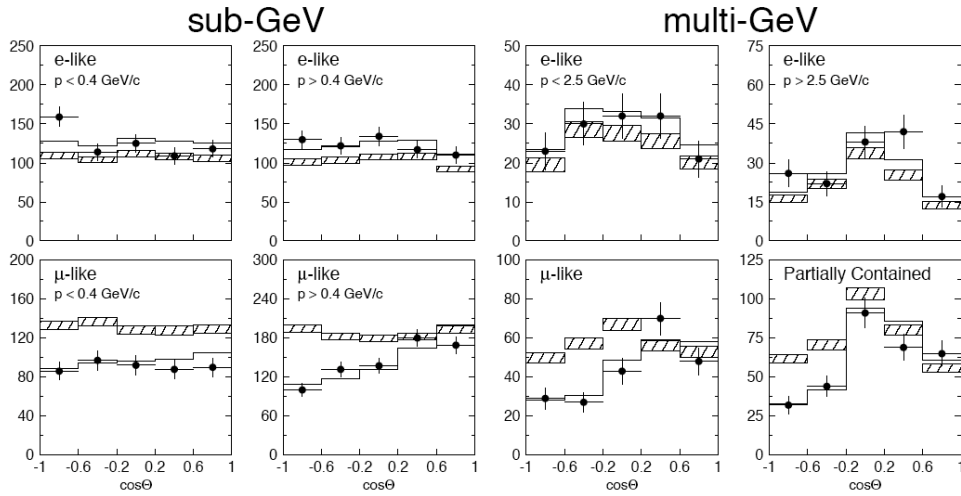 sub-GeV
multi-GeV
250
200
150
100
50
0
e-like
p < 0.4 GeV/c
250
200
150
100
50
0
e-like
p > 0.4 GeV/c
50
40
30
20
10
0
e-like
p < 2.5 GeV/c
75
60
45
30
15
0
e-like
p > 2.5 GeV/c
200
160
120
80
40
0
μ-like
p < 0.4 GeV/c
-1 -0.6 -0.2 0.2 0.6 1
cosΘ
300
240
180
120
60
0
μ-like
p > 0.4 GeV/c
-1 -0.6 -0.2 0.2 0.6 1
cosΘ
100
80
60
40
20
0
μ-like
-1 -0.6 -0.2 0.2 0.6 1
cosΘ
125
100
75
50
25
0
Partially Contained
-1 -0.6 -0.2 0.2 0.6 1
cosΘ